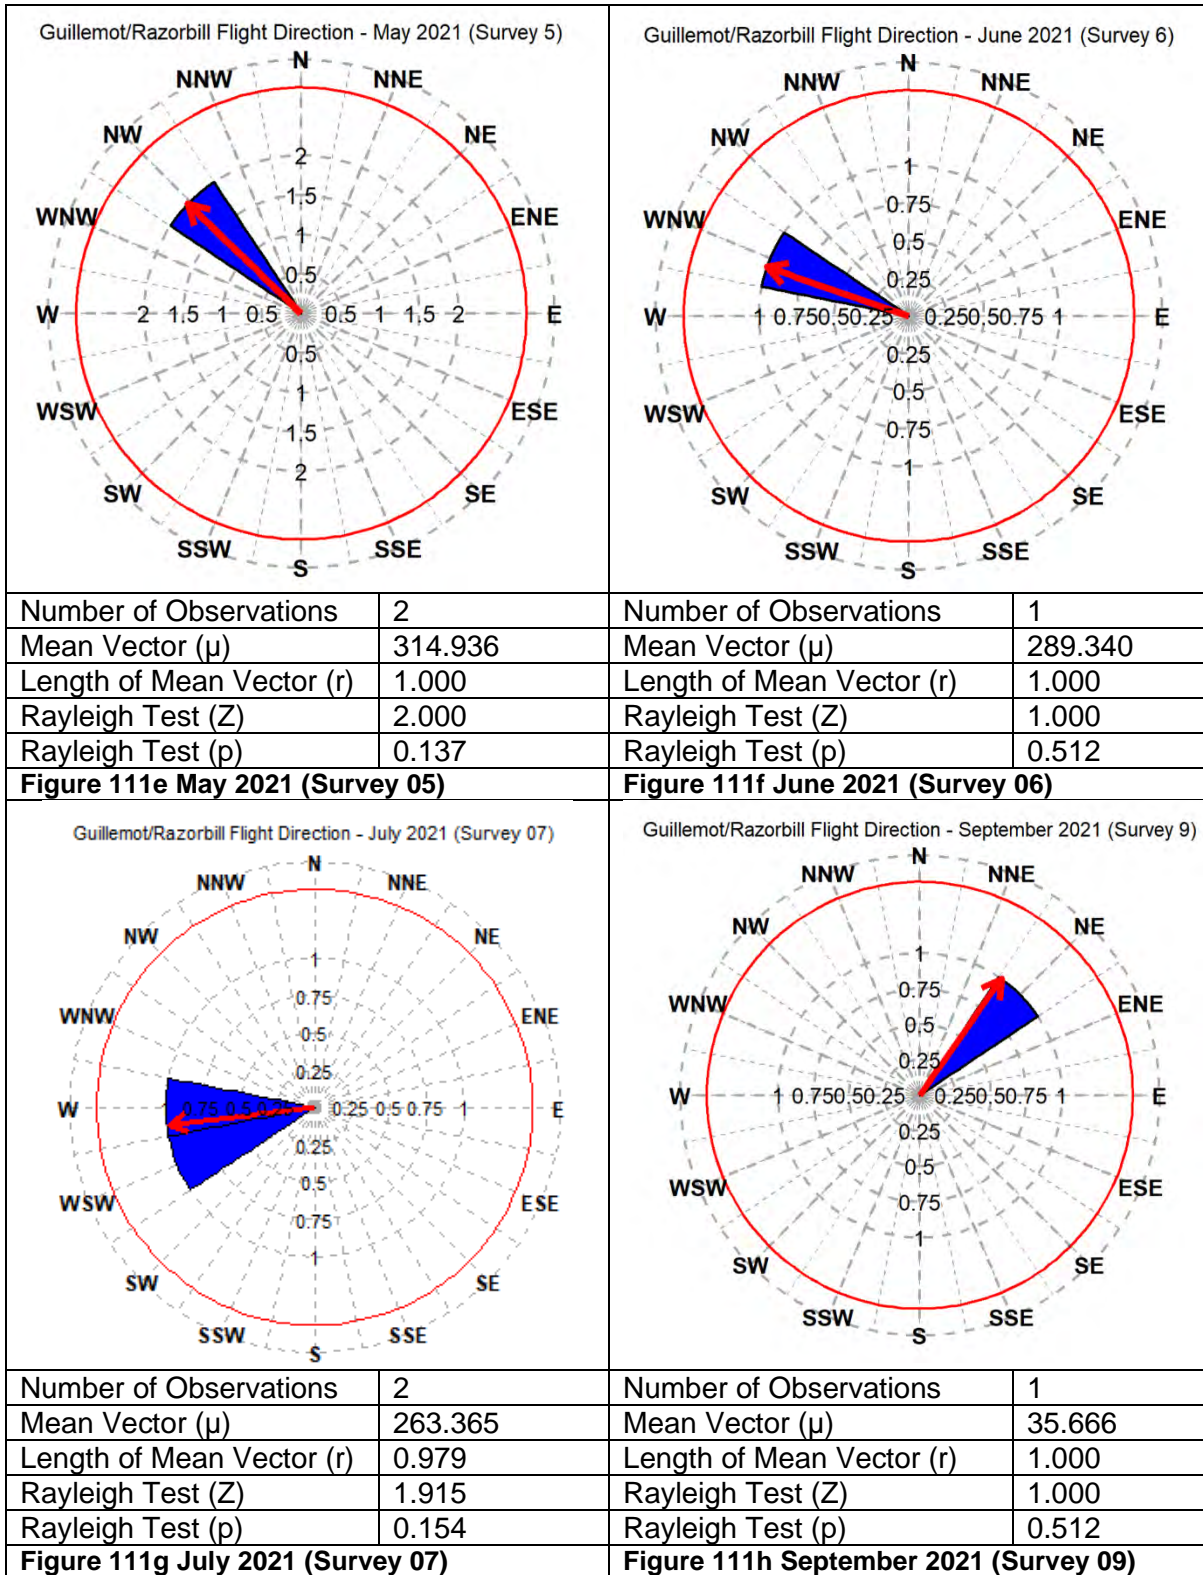 Guillemot/Razorbill Flight Direction - May 2021 (Survey 5)
N
NNW NNE
NW NE
2
1.5
WNW ENE
1
0.5
W 2 1.5 1 0.5 0.5 1 1.5 2 E
0.5
1
WSW ESE
1.5
2
SW SE
SSW SSE
S
Number of Observations 2
Mean Vector (µ) 314.936
Length of Mean Vector (r) 1.000
Rayleigh Test (Z) 2.000
Rayleigh Test (p) 0.137
Figure 111e May 2021 (Survey 05)
Guillemot/Razorbill Flight Direction - June 2021 (Survey 6)
N
NNW NNE
NW NE
1
0.75
WNW ENE
0.5
0.25
W 1 0.75 0.5 0.25 0.25 0.50 0.75 1 E
0.25
0.5
WSW ESE
0.75
1
SW SE
SSW SSE
S
Number of Observations 1
Mean Vector (µ) 289.340
Length of Mean Vector (r) 1.000
Rayleigh Test (Z) 1.000
Rayleigh Test (p) 0.512
Figure 111f June 2021 (Survey 06)
Guillemot/Razorbill Flight Direction - July 2021 (Survey 07)
N
NNW NNE
NW NE
1
0.75
WNW ENE
0.5
0.25
W 1 0.75 0.5 0.25 0.25 0.5 0.75 1 E
0.25
0.5
WSW ESE
0.75
1
SW SE
SSW SSE
S
Number of Observations 2
Mean Vector (µ) 263.365
Length of Mean Vector (r) 0.979
Rayleigh Test (Z) 1.915
Rayleigh Test (p) 0.154
Figure 111g July 2021 (Survey 07)
Guillemot/Razorbill Flight Direction - September 2021 (Survey 9)
N
NNW NNE
NW NE
1
0.75
WNW ENE
0.5
0.25
W 1 0.75 0.5 0.25 0.25 0.50 0.75 1 E
0.25
0.5
WSW ESE
0.75
1
SW SE
SSW SSE
S
Number of Observations 1
Mean Vector (µ) 35.666
Length of Mean Vector (r) 1.000
Rayleigh Test (Z) 1.000
Rayleigh Test (p) 0.512
Figure 111h September 2021 (Survey 09)